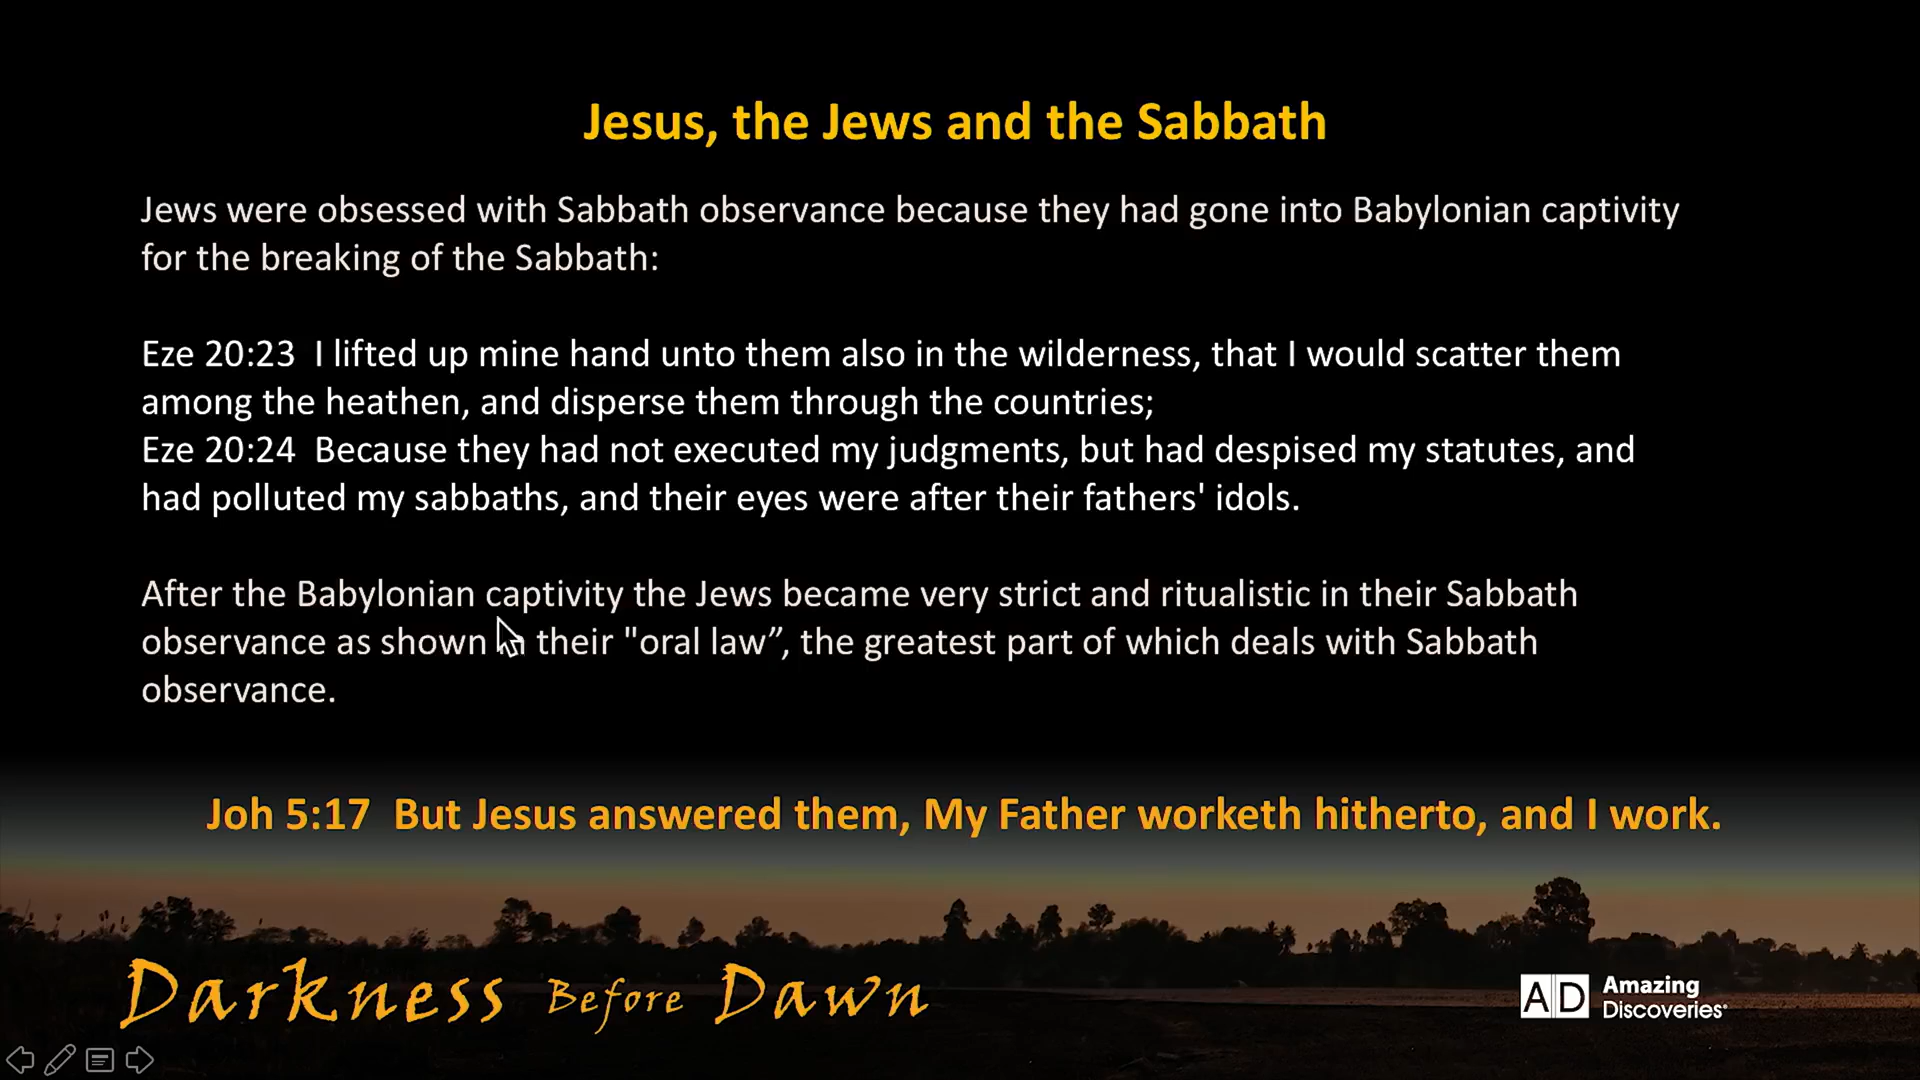 Jesus, the Jews and the Sabbath
Jews were obsessed with Sabbath observance because they had gone into Babylonian captivity
for the breaking of the Sabbath:
Eze 20:23  I lifted up mine hand unto them also in the wilderness, that I would scatter them
among the heathen, and disperse them through the countries;
Eze 20:24  Because they had not executed my judgments, but had despised my statutes, and
had polluted my sabbaths, and their eyes were after their fathers' idols.
After the Babylonian captivity the Jews became very strict and ritualistic in their Sabbath
observance as shown in their "oral law”, the greatest part of which deals with Sabbath
observance.
Joh 5:17  But Jesus answered them, My Father worketh hitherto, and I work.
Darkness Before Dawn
AD Amazing
Discoveries